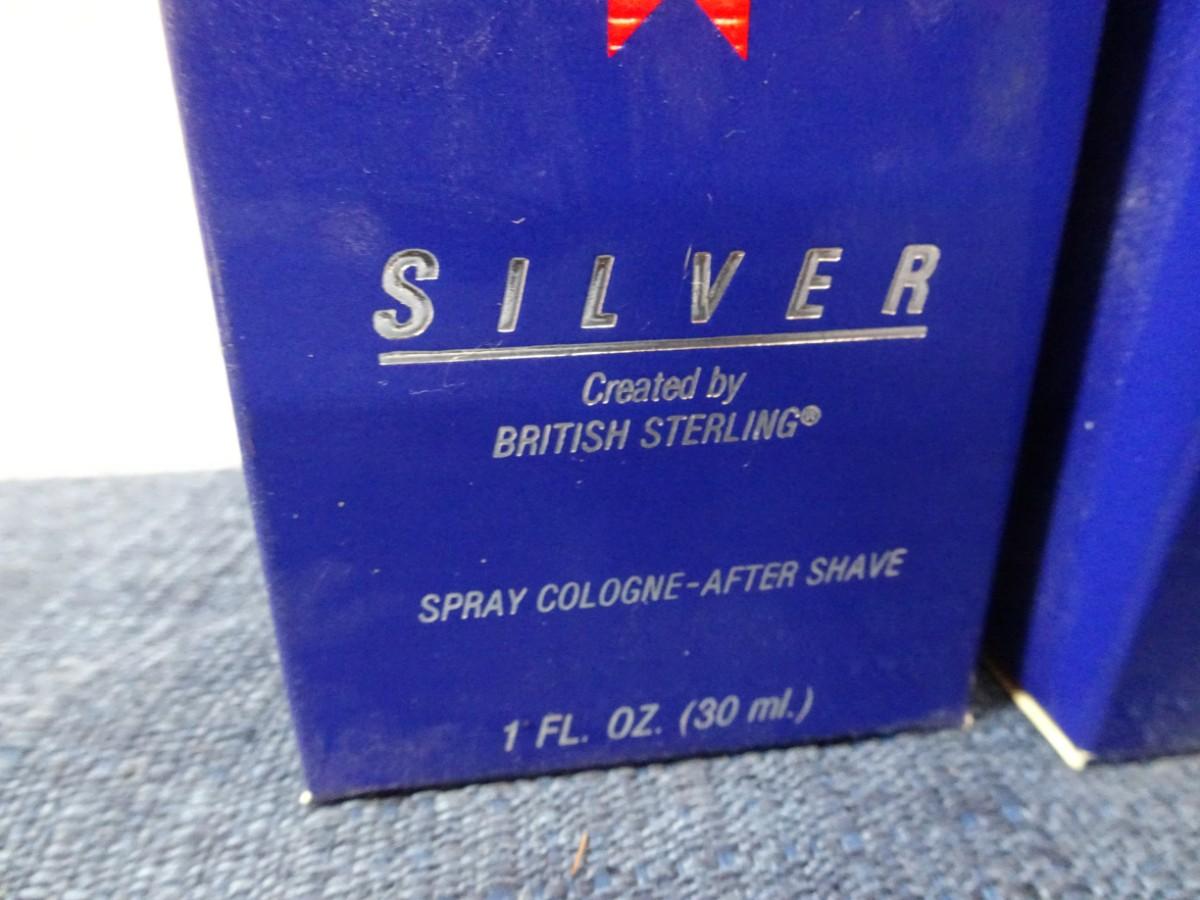 SILVER
Created by
BRITISH STERLING®
SPRAY COLOGNE-AFTER SHAVE
1 FL. OZ. (30 ml.)